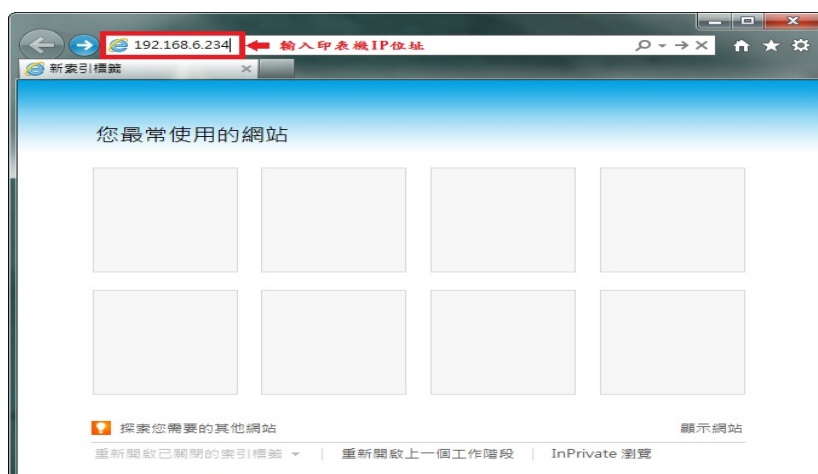 192.168.6.234 輸入印表機IP位址
新索引標籤
您最常使用的網站
探索您需要的其他網站 顯示網站
重新開啟已關閉的索引標籤 重新開啟上一個工作階段 InPrivate 瀏覽